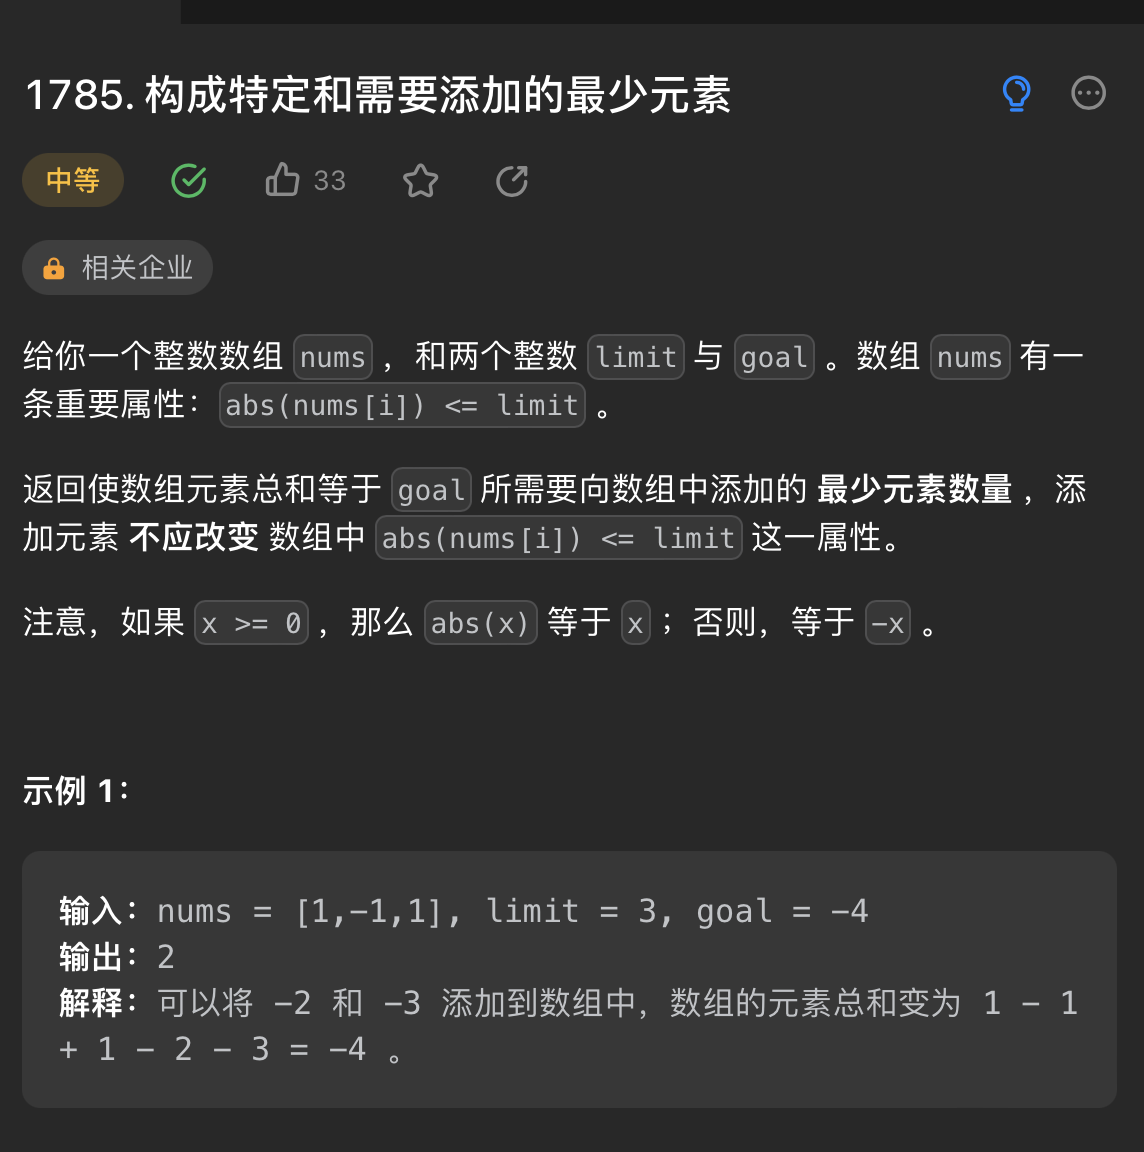 1785. 构成特定和需要添加的最少元素
中等 33
相关企业
给你一个整数数组 nums ，和两个整数 limit 与 goal 。数组 nums 有一
条重要属性：abs(nums[i]) <= limit 。
返回使数组元素总和等于 goal 所需要向数组中添加的 最少元素数量 ，添
加元素 不应改变 数组中 abs(nums[i]) <= limit 这一属性。
注意，如果 x >= 0 ，那么 abs(x) 等于 x ；否则，等于 -x 。
示例 1：
输入：nums = [1,-1,1], limit = 3, goal = -4
输出：2
解释：可以将 -2 和 -3 添加到数组中，数组的元素总和变为 1 - 1
+ 1 - 2 - 3 = -4 。